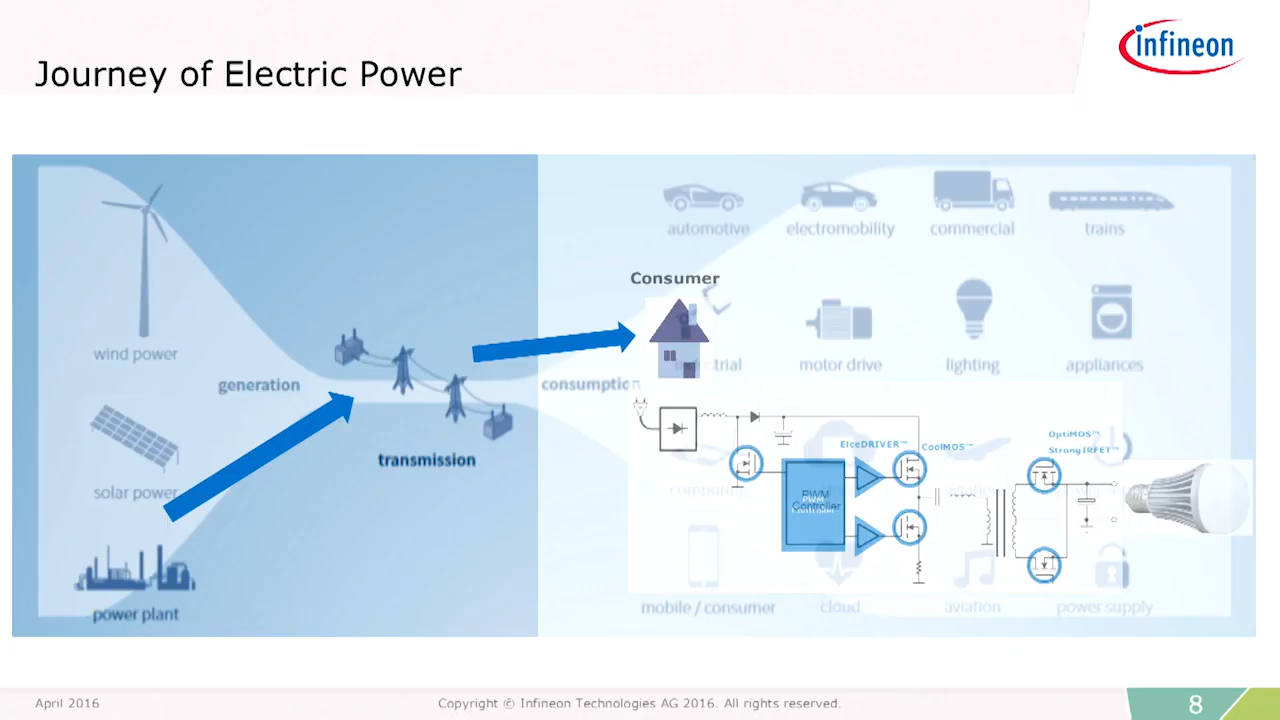 Journey of Electric Power
infineon
automotive
electromobility
commercial
trains
Consumer
wind power
motor drive
lighting
appliances
generation
consumption
transmission
EiceDRIVER™
CoolMOS™
OptiMOS™
StrongIRFET™
PWM
Controller
solar power
power plant
mobile / consumer
cloud
aviation
power supply
April 2016
Copyright © Infineon Technologies AG 2016. All rights reserved.
8